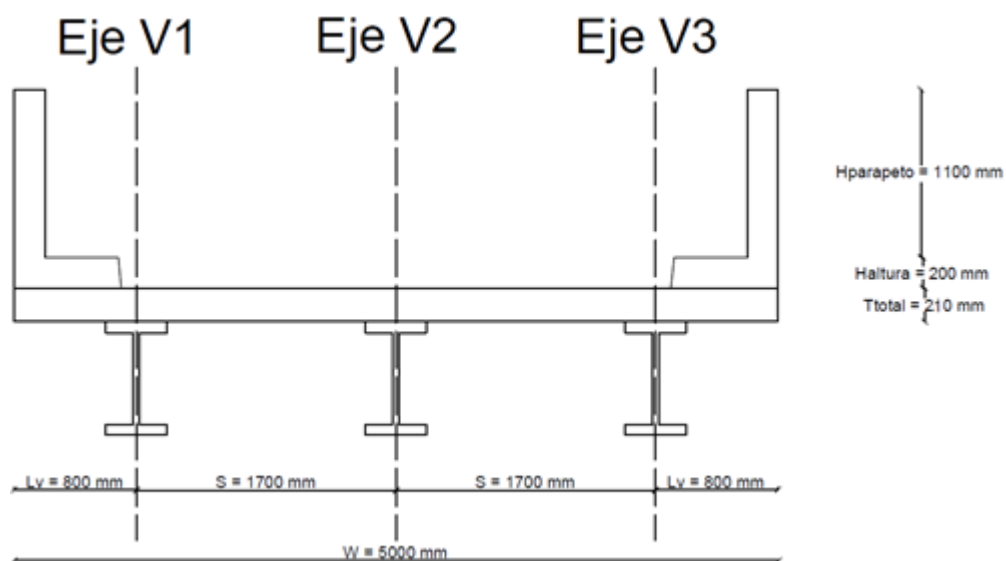 Eje V1 Eje V2 Eje V3
Hparapeto = 1100 mm
Haltura = 200 mm
Ttotal = 210 mm
Lv = 800 mm S = 1700 mm S = 1700 mm Lv = 800 mm
W = 5000 mm